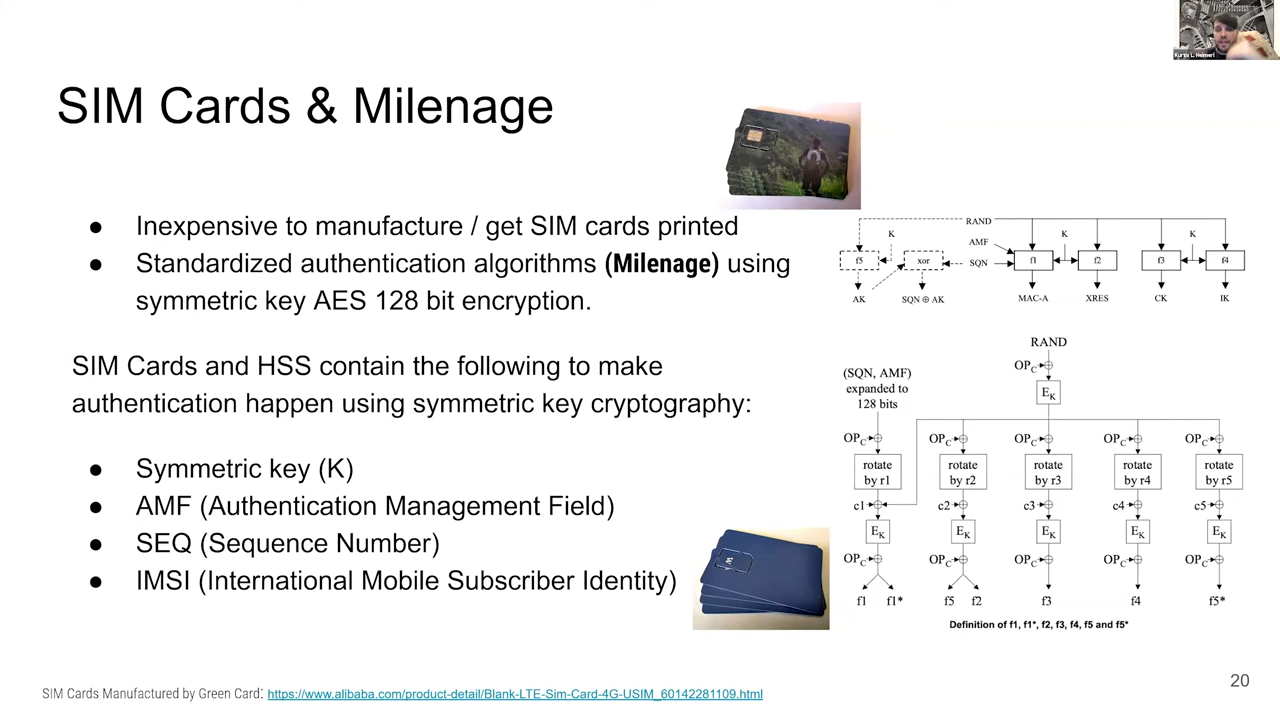 Kurtis L. Heimerl
SIM Cards & Milenage
● Inexpensive to manufacture / get SIM cards printed
● Standardized authentication algorithms (Milenage) using
symmetric key AES 128 bit encryption.
SIM Cards and HSS contain the following to make
authentication happen using symmetric key cryptography:
● Symmetric key (K)
● AMF (Authentication Management Field)
● SEQ (Sequence Number)
● IMSI (International Mobile Subscriber Identity)
RAND
K AMF K K
f5 xor SQN f1 f2 f3 f4
AK SQN ⊕ AK MAC-A XRES CK IK
RAND
OPC
EK
(SQN, AMF)
expanded to
128 bits
OPC OPC OPC OPC OPC
rotate rotate rotate rotate rotate
by r1 by r2 by r3 by r4 by r5
c1 c2 c3 c4 c5
EK EK EK EK EK
OPC OPC OPC OPC OPC
f1 f1* f5 f2 f3 f4 f5*
Definition of f1, f1*, f2, f3, f4, f5 and f5*
SIM Cards Manufactured by Green Card: https://www.alibaba.com/product-detail/Blank-LTE-Sim-Card-4G-USIM_60142281109.html
20